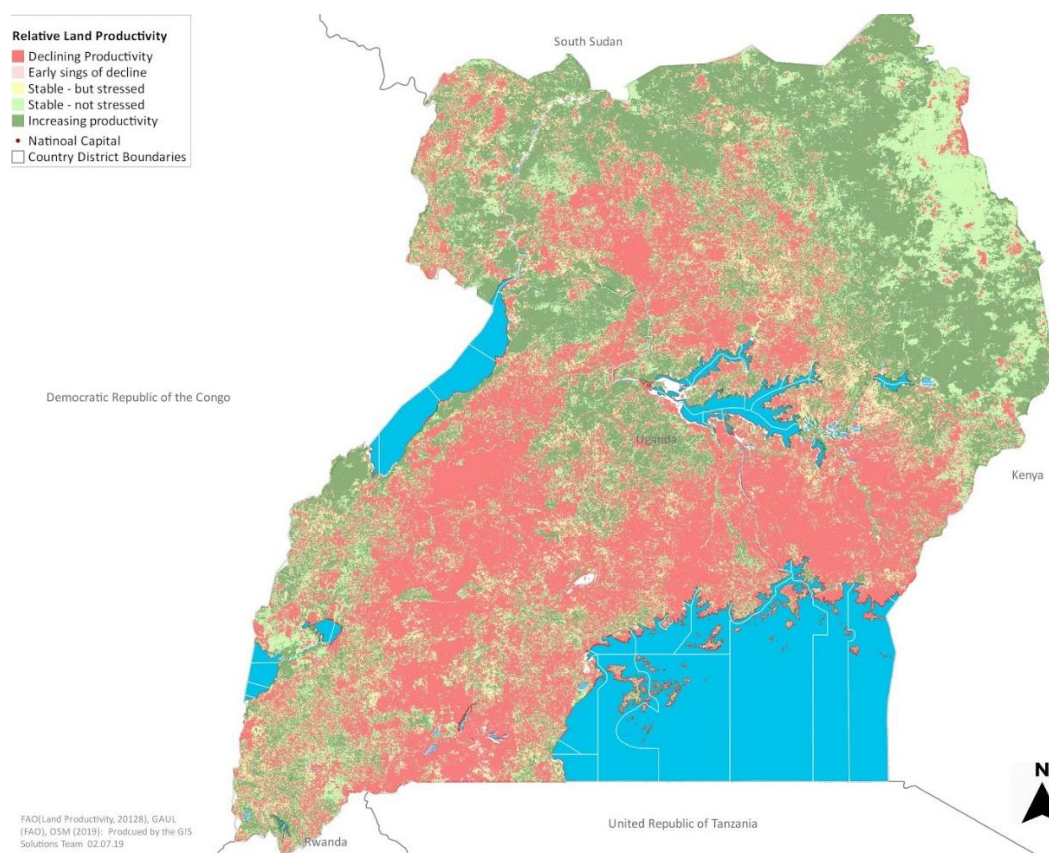 Relative Land Productivity
Declining Productivity
Early sings of decline
Stable - but stressed
Stable - not stressed
Increasing productivity
Natinoal Capital
Country District Boundaries
South Sudan
Democratic Republic of the Congo
Uganda
Kenya
N
United Republic of Tanzania
Rwanda
FAO(Land Productivity, 20128), GAUL
(FAO), OSM (2019): Prodcued by the GIS
Solutions Team 02.07.19